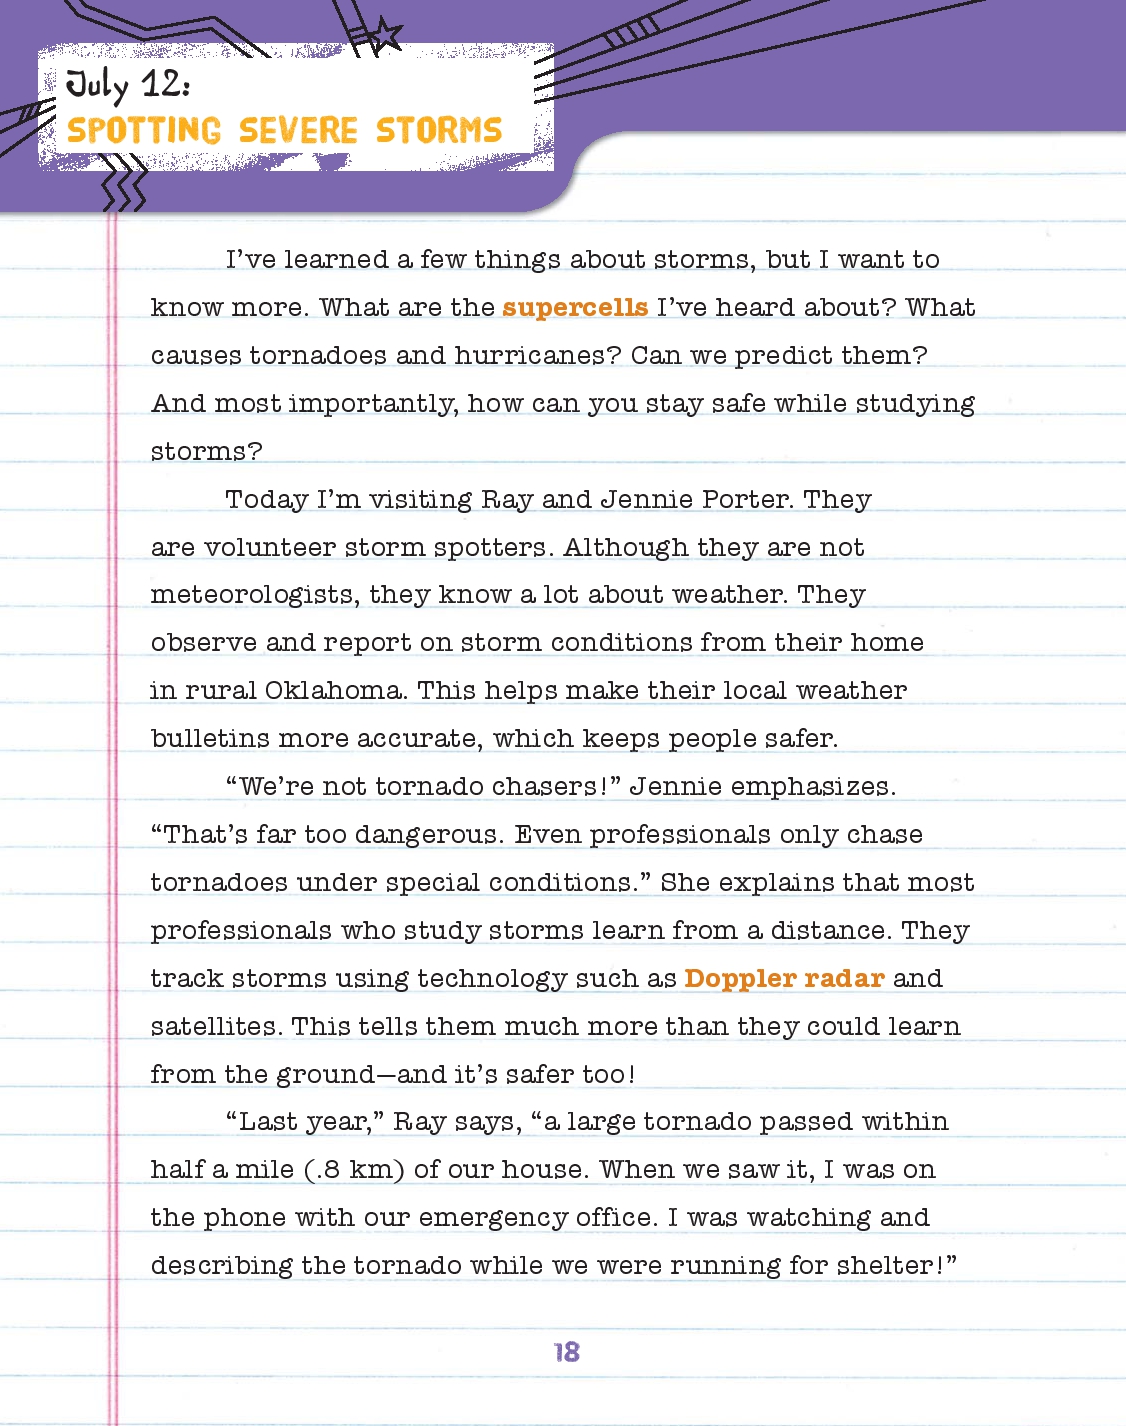 July 12:
SPOTTING SEVERE STORMS
I’ve learned a few things about storms, but I want to
know more. What are the supercells I’ve heard about? What
causes tornadoes and hurricanes? Can we predict them?
And most importantly, how can you stay safe while studying
storms?
Today I’m visiting Ray and Jennie Porter. They
are volunteer storm spotters. Although they are not
meteorologists, they know a lot about weather. They
observe and report on storm conditions from their home
in rural Oklahoma. This helps make their local weather
bulletins more accurate, which keeps people safer.
“We’re not tornado chasers!” Jennie emphasizes.
“That’s far too dangerous. Even professionals only chase
tornadoes under special conditions.” She explains that most
professionals who study storms learn from a distance. They
track storms using technology such as Doppler radar and
satellites. This tells them much more than they could learn
from the ground—and it’s safer too!
“Last year,” Ray says, “a large tornado passed within
half a mile (.8 km) of our house. When we saw it, I was on
the phone with our emergency office. I was watching and
describing the tornado while we were running for shelter!”
18